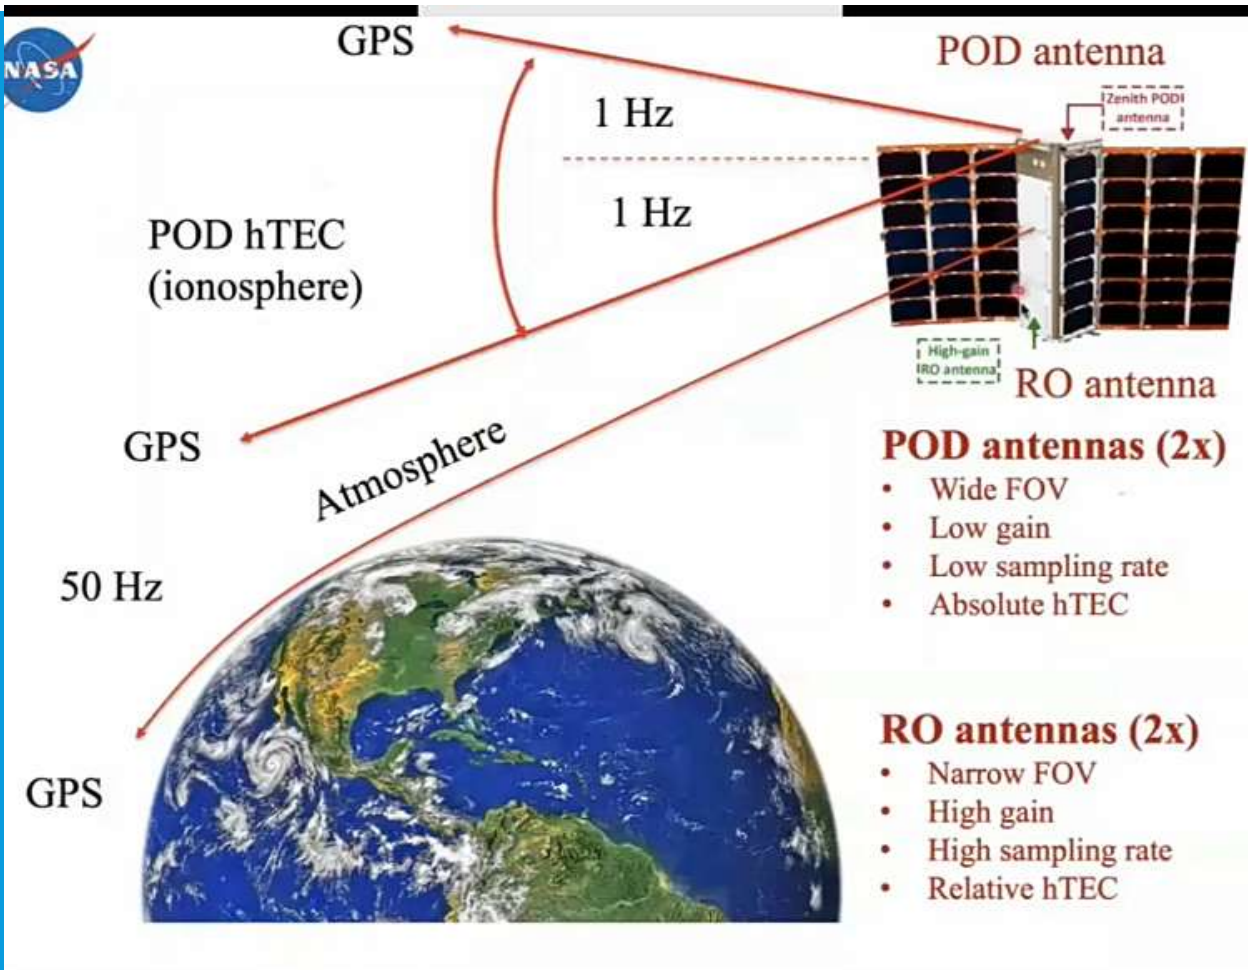 NASA
GPS
POD antenna
Zenith POD
antenna
1 Hz
1 Hz
POD hTEC
(ionosphere)
High-gain
RO antenna
RO antenna
GPS
Atmosphere
POD antennas (2x)
• Wide FOV
• Low gain
• Low sampling rate
• Absolute hTEC
50 Hz
RO antennas (2x)
• Narrow FOV
• High gain
• High sampling rate
• Relative hTEC
GPS